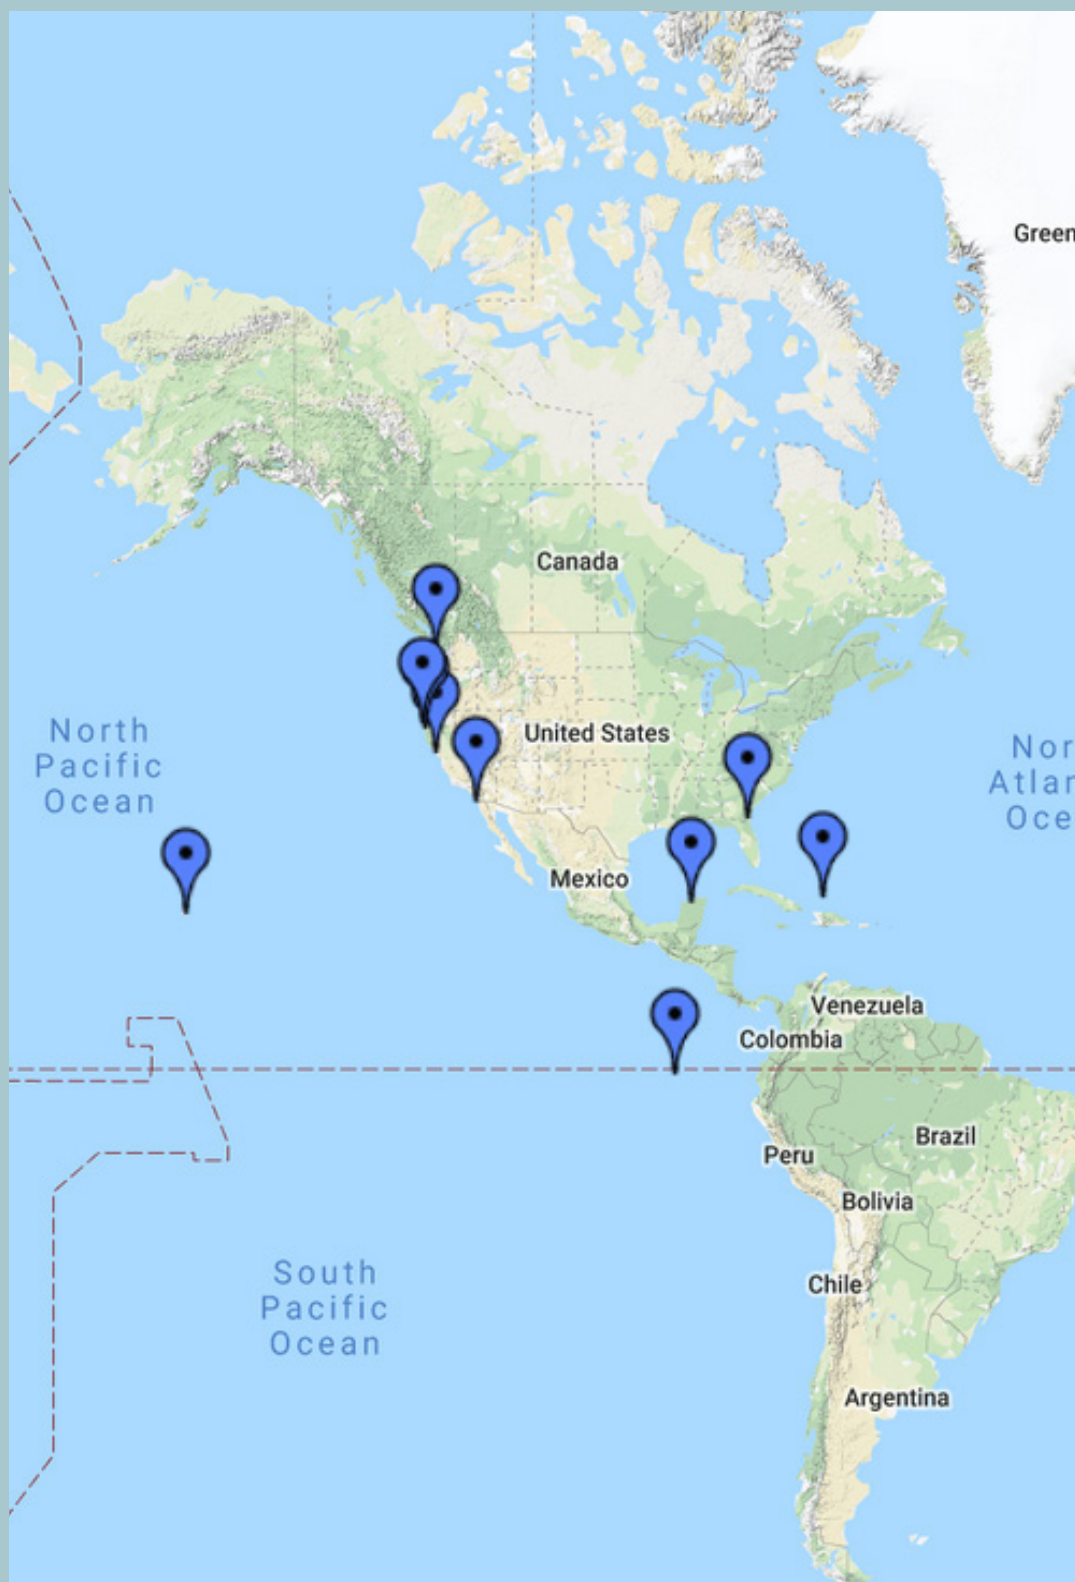 Green
Canada
North
Pacific
Ocean
United States
Nor
Atlan
Oce
Mexico
Venezuela
Colombia
Brazil
Peru
Bolivia
South
Pacific
Ocean
Chile
Argentina